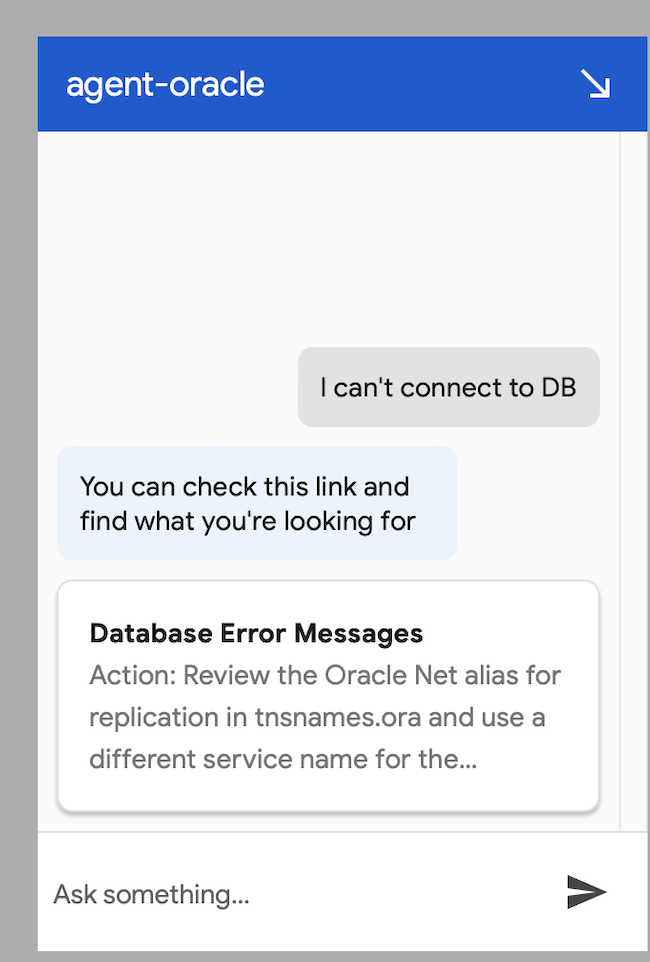 agent-oracle
I can't connect to DB
You can check this link and
find what you're looking for
Database Error Messages
Action: Review the Oracle Net alias for
replication in tnsnames.ora and use a
different service name for the...
Ask something...